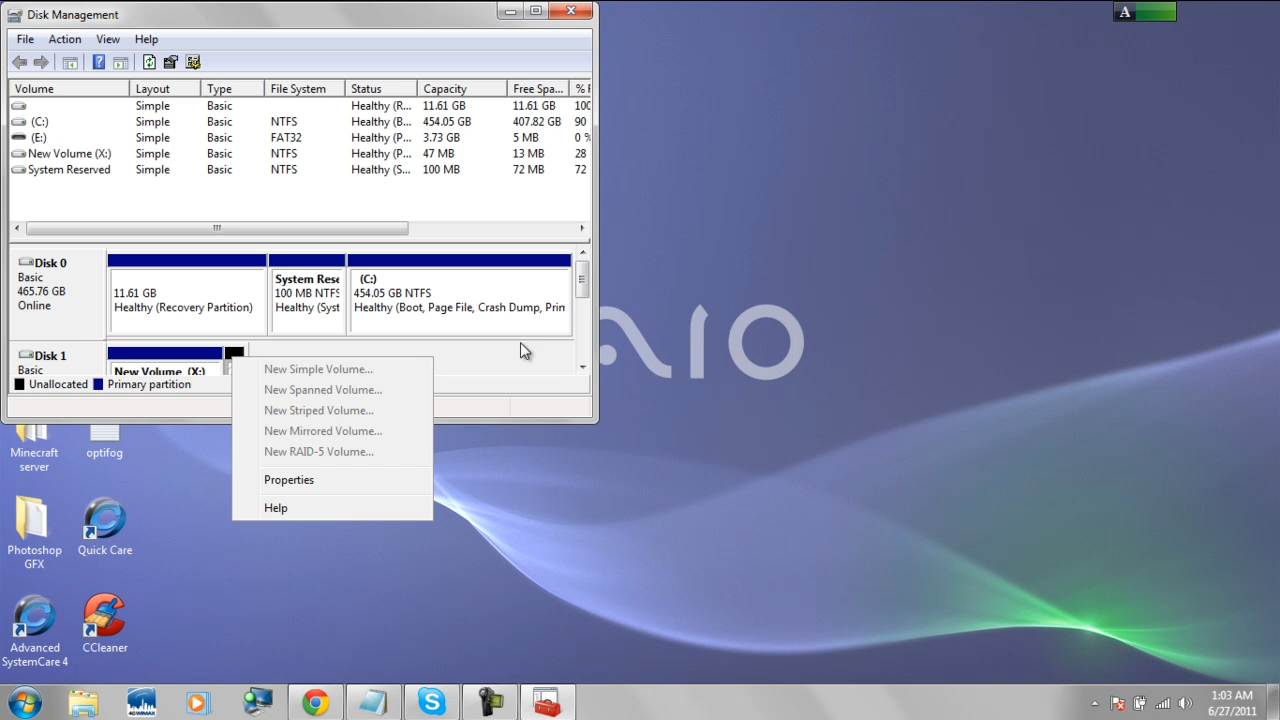 Disk Management
A
File Action View Help
Volume Layout Type File System Status Capacity Free Spa... % F
Simple Basic Healthy (R... 11.61 GB 11.61 GB 100
(C:) Simple Basic NTFS Healthy (B... 454.05 GB 407.82 GB 90
(E:) Simple Basic FAT32 Healthy (P... 3.73 GB 5 MB 0 %
New Volume (X:) Simple Basic NTFS Healthy (P... 47 MB 13 MB 28
System Reserved Simple Basic NTFS Healthy (S... 100 MB 72 MB 72
Disk 0
Basic
465.76 GB
Online
11.61 GB
Healthy (Recovery Partition)
System Rese
100 MB NTFS
Healthy (Syst
(C:)
454.05 GB NTFS
Healthy (Boot, Page File, Crash Dump, Prin
Disk 1
Basic
New Volume (X:)
Unallocated Primary partition
New Simple Volume...
New Spanned Volume...
New Striped Volume...
New Mirrored Volume...
New RAID-5 Volume...
Properties
Help
VAIO
Minecraft
server
optifog
Photoshop
GFX
Quick Care
Advanced
SystemCare 4
CCleaner
4GWIMAX
1:03 AM
6/27/2011